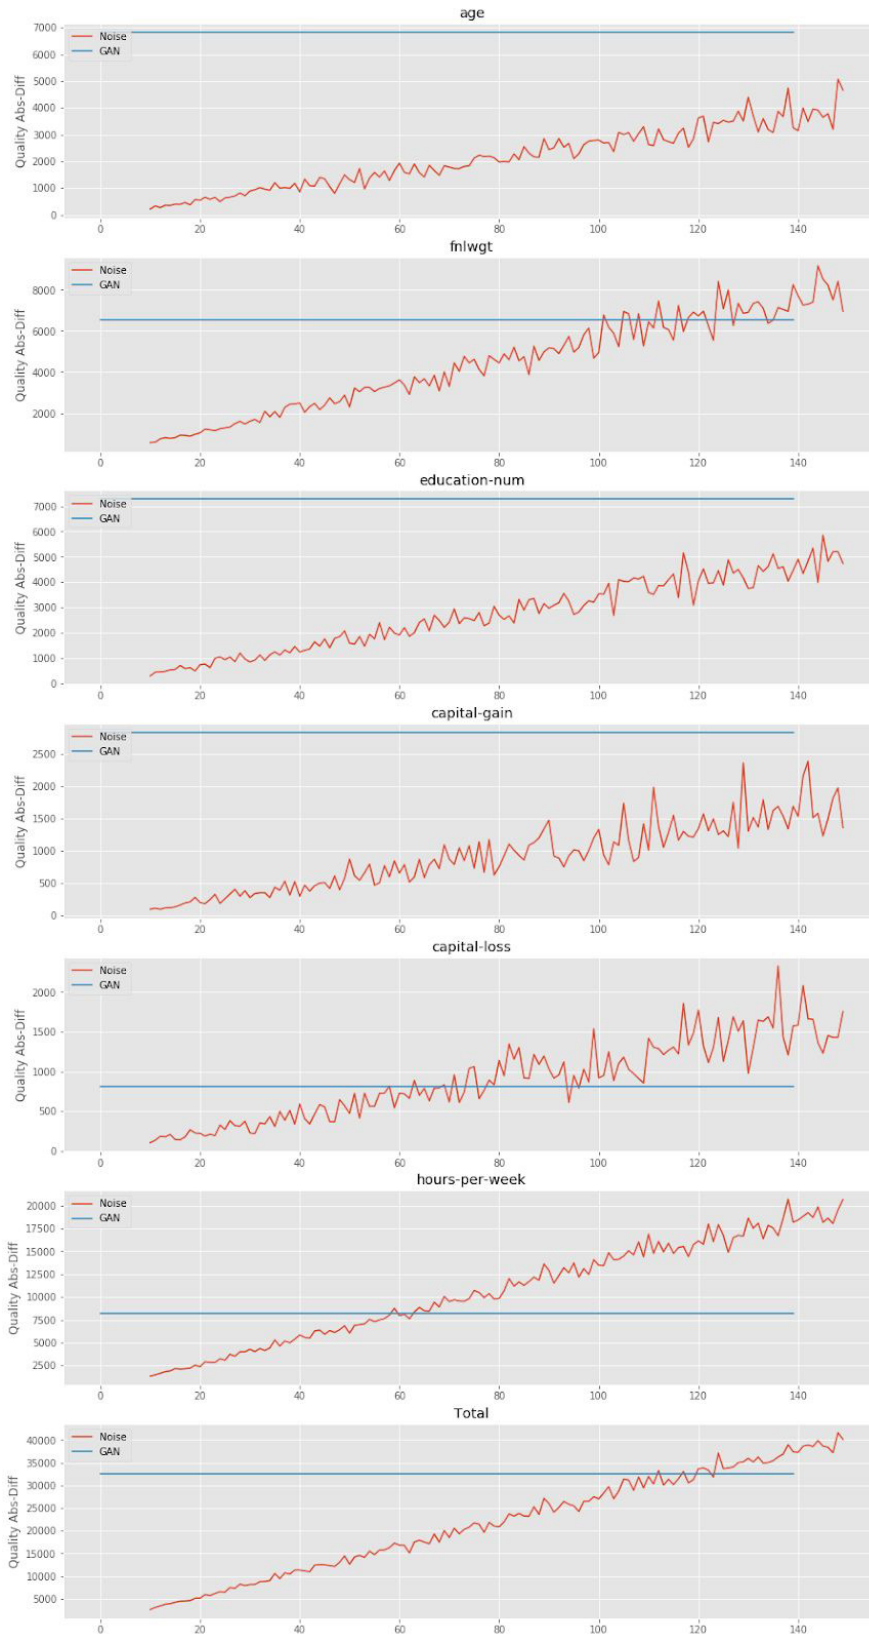 age
7000
6000
5000
4000
3000
2000
1000
0
Quality Abs-Diff
Noise
GAN
0 20 40 60 80 100 120 140
fnlwgt
8000
6000
4000
2000
Quality Abs-Diff
Noise
GAN
0 20 40 60 80 100 120 140
education-num
7000
6000
5000
4000
3000
2000
1000
0
Quality Abs-Diff
Noise
GAN
0 20 40 60 80 100 120 140
capital-gain
2500
2000
1500
1000
500
0
Quality Abs-Diff
Noise
GAN
0 20 40 60 80 100 120 140
capital-loss
2000
1500
1000
500
0
Quality Abs-Diff
Noise
GAN
0 20 40 60 80 100 120 140
hours-per-week
20000
17500
15000
12500
10000
7500
5000
2500
Quality Abs-Diff
Noise
GAN
0 20 40 60 80 100 120 140
Total
40000
35000
30000
25000
20000
15000
10000
5000
Quality Abs-Diff
Noise
GAN
0 20 40 60 80 100 120 140